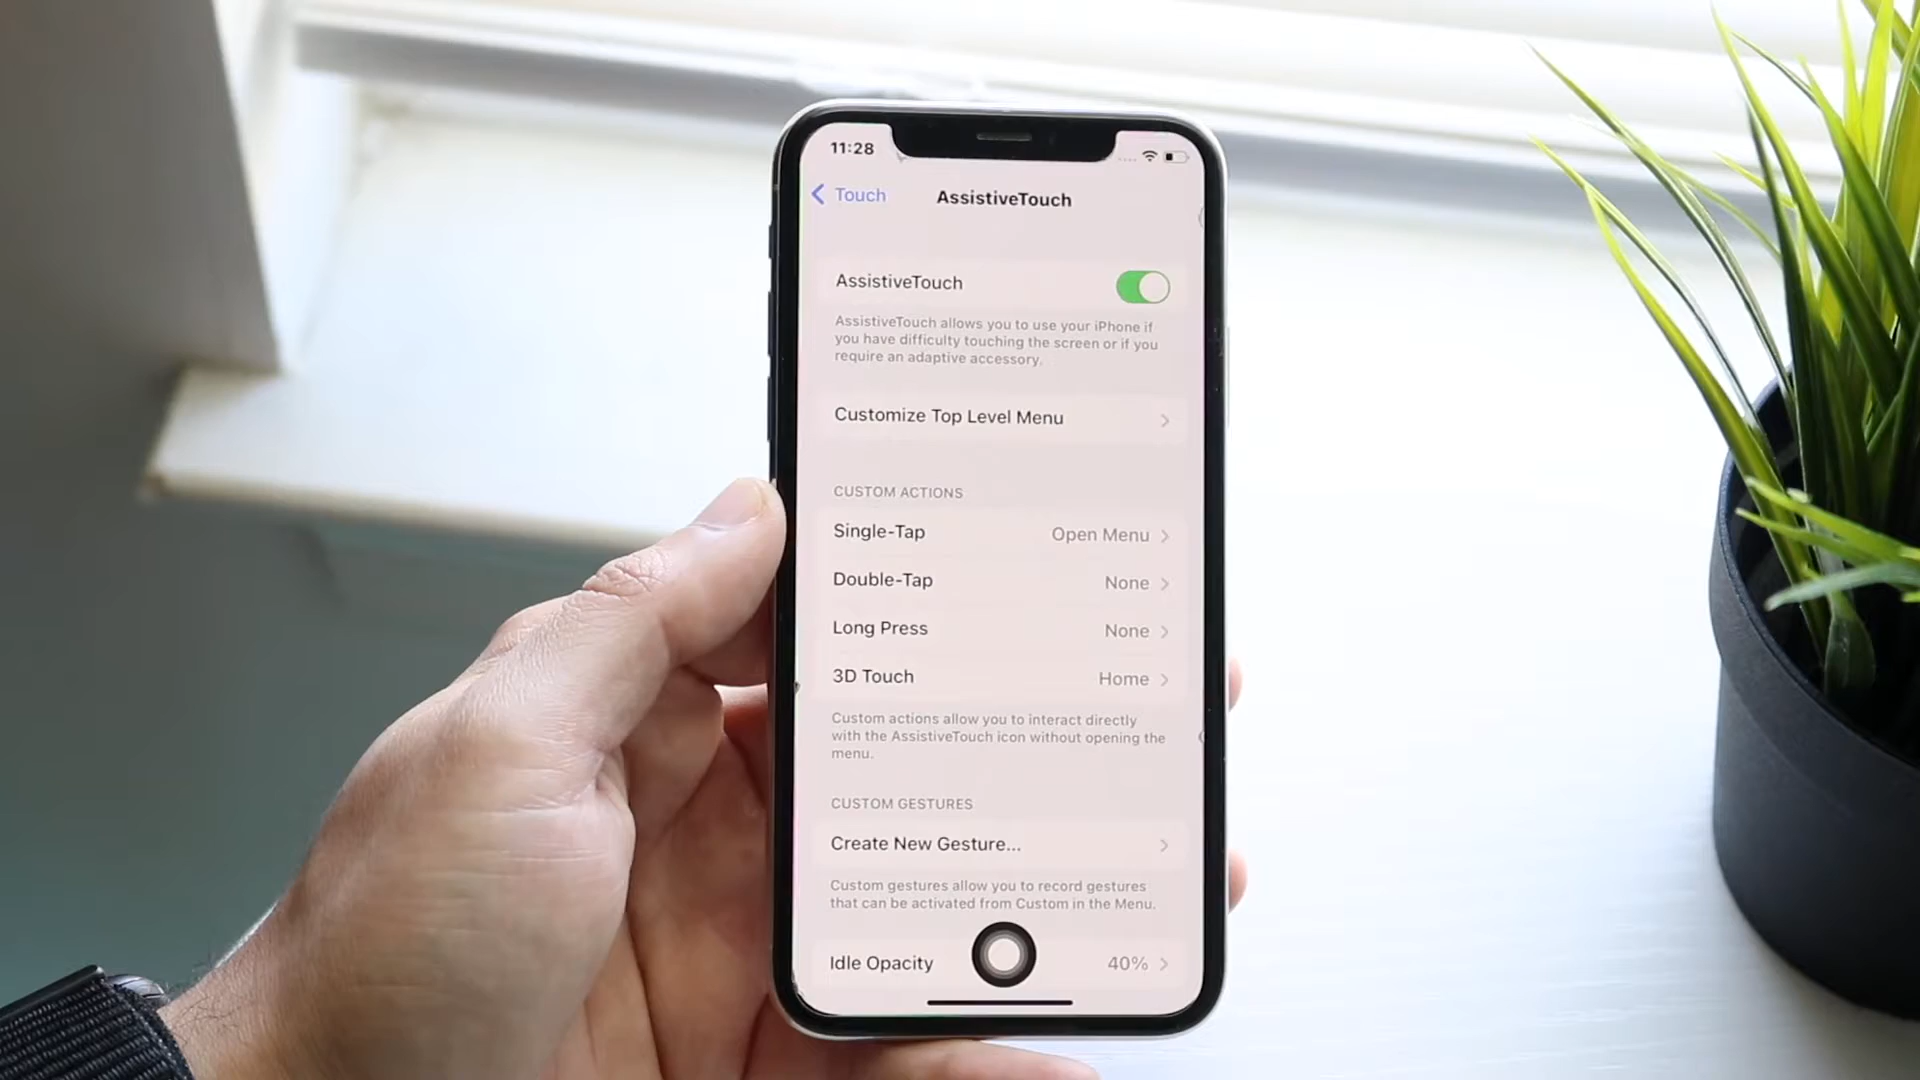 11:28
Touch
AssistiveTouch
AssistiveTouch
AssistiveTouch allows you to use your iPhone if
you have difficulty touching the screen or if you
require an adaptive accessory.
Customize Top Level Menu
CUSTOM ACTIONS
Single-Tap Open Menu
Double-Tap None
Long Press None
3D Touch Home
Custom actions allow you to interact directly
with the AssistiveTouch icon without opening the
menu.
CUSTOM GESTURES
Create New Gesture...
Custom gestures allow you to record gestures
that can be activated from Custom in the Menu.
Idle Opacity 40%